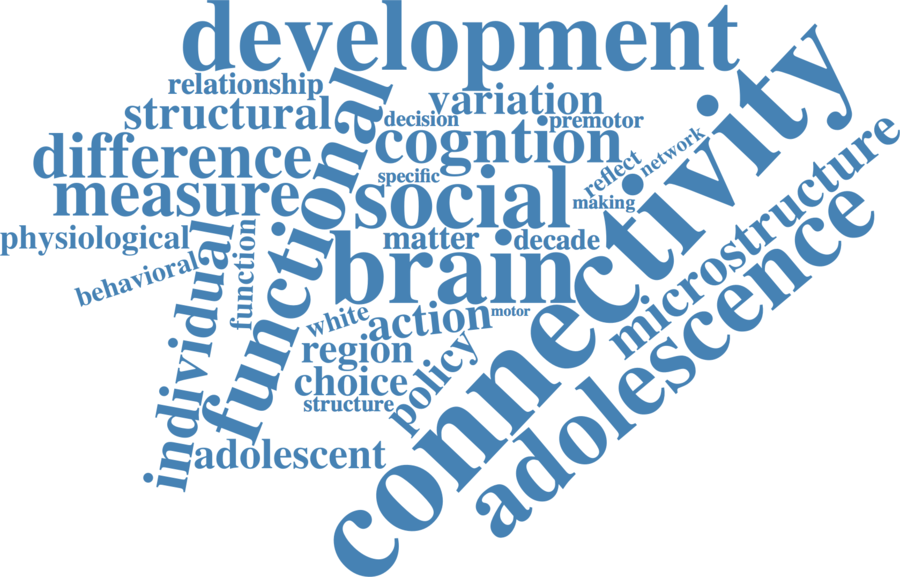 development
relationship
structural
variation
decision
premotor
cogntion
difference
specific
reflect
network
measure
social
making
functional
connectivity
microstructure
physiological
matter
decade
brain
behavioral
function
individual
white
action
motor
region
choice
policy
structure
adolescent
adolescence